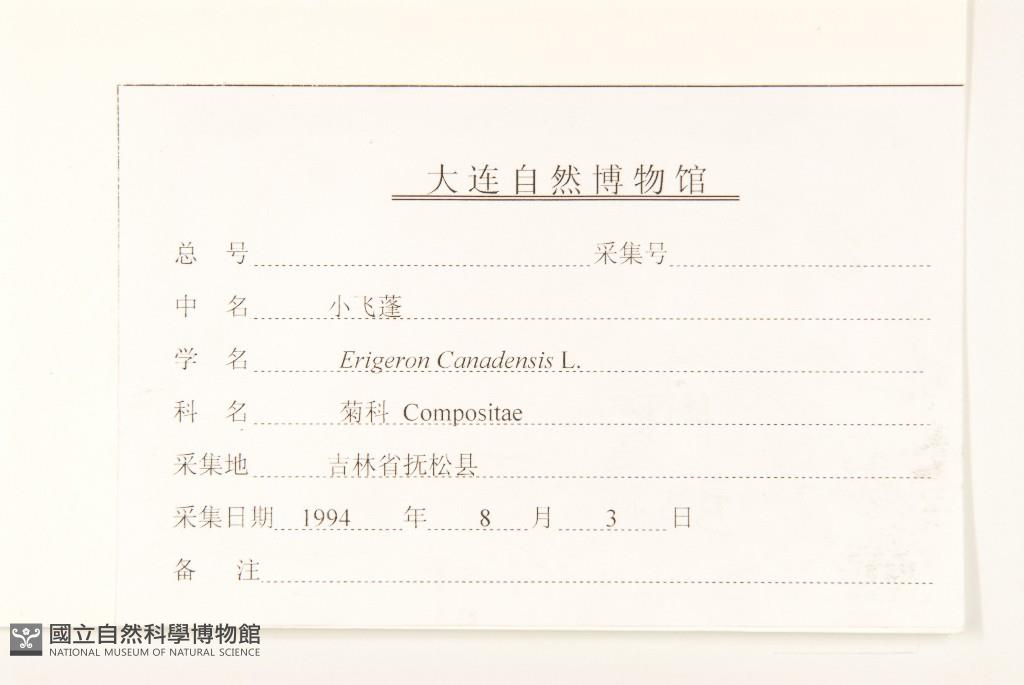 大连自然博物馆
总 号 采集号
中 名 小飞蓬
学 名 Erigeron Canadensis L.
科 名 菊科 Compositae
采集地 吉林省抚松县
采集日期 1994 年 8 月 3 日
备 注
國立自然科學博物館
NATIONAL MUSEUM OF NATURAL SCIENCE